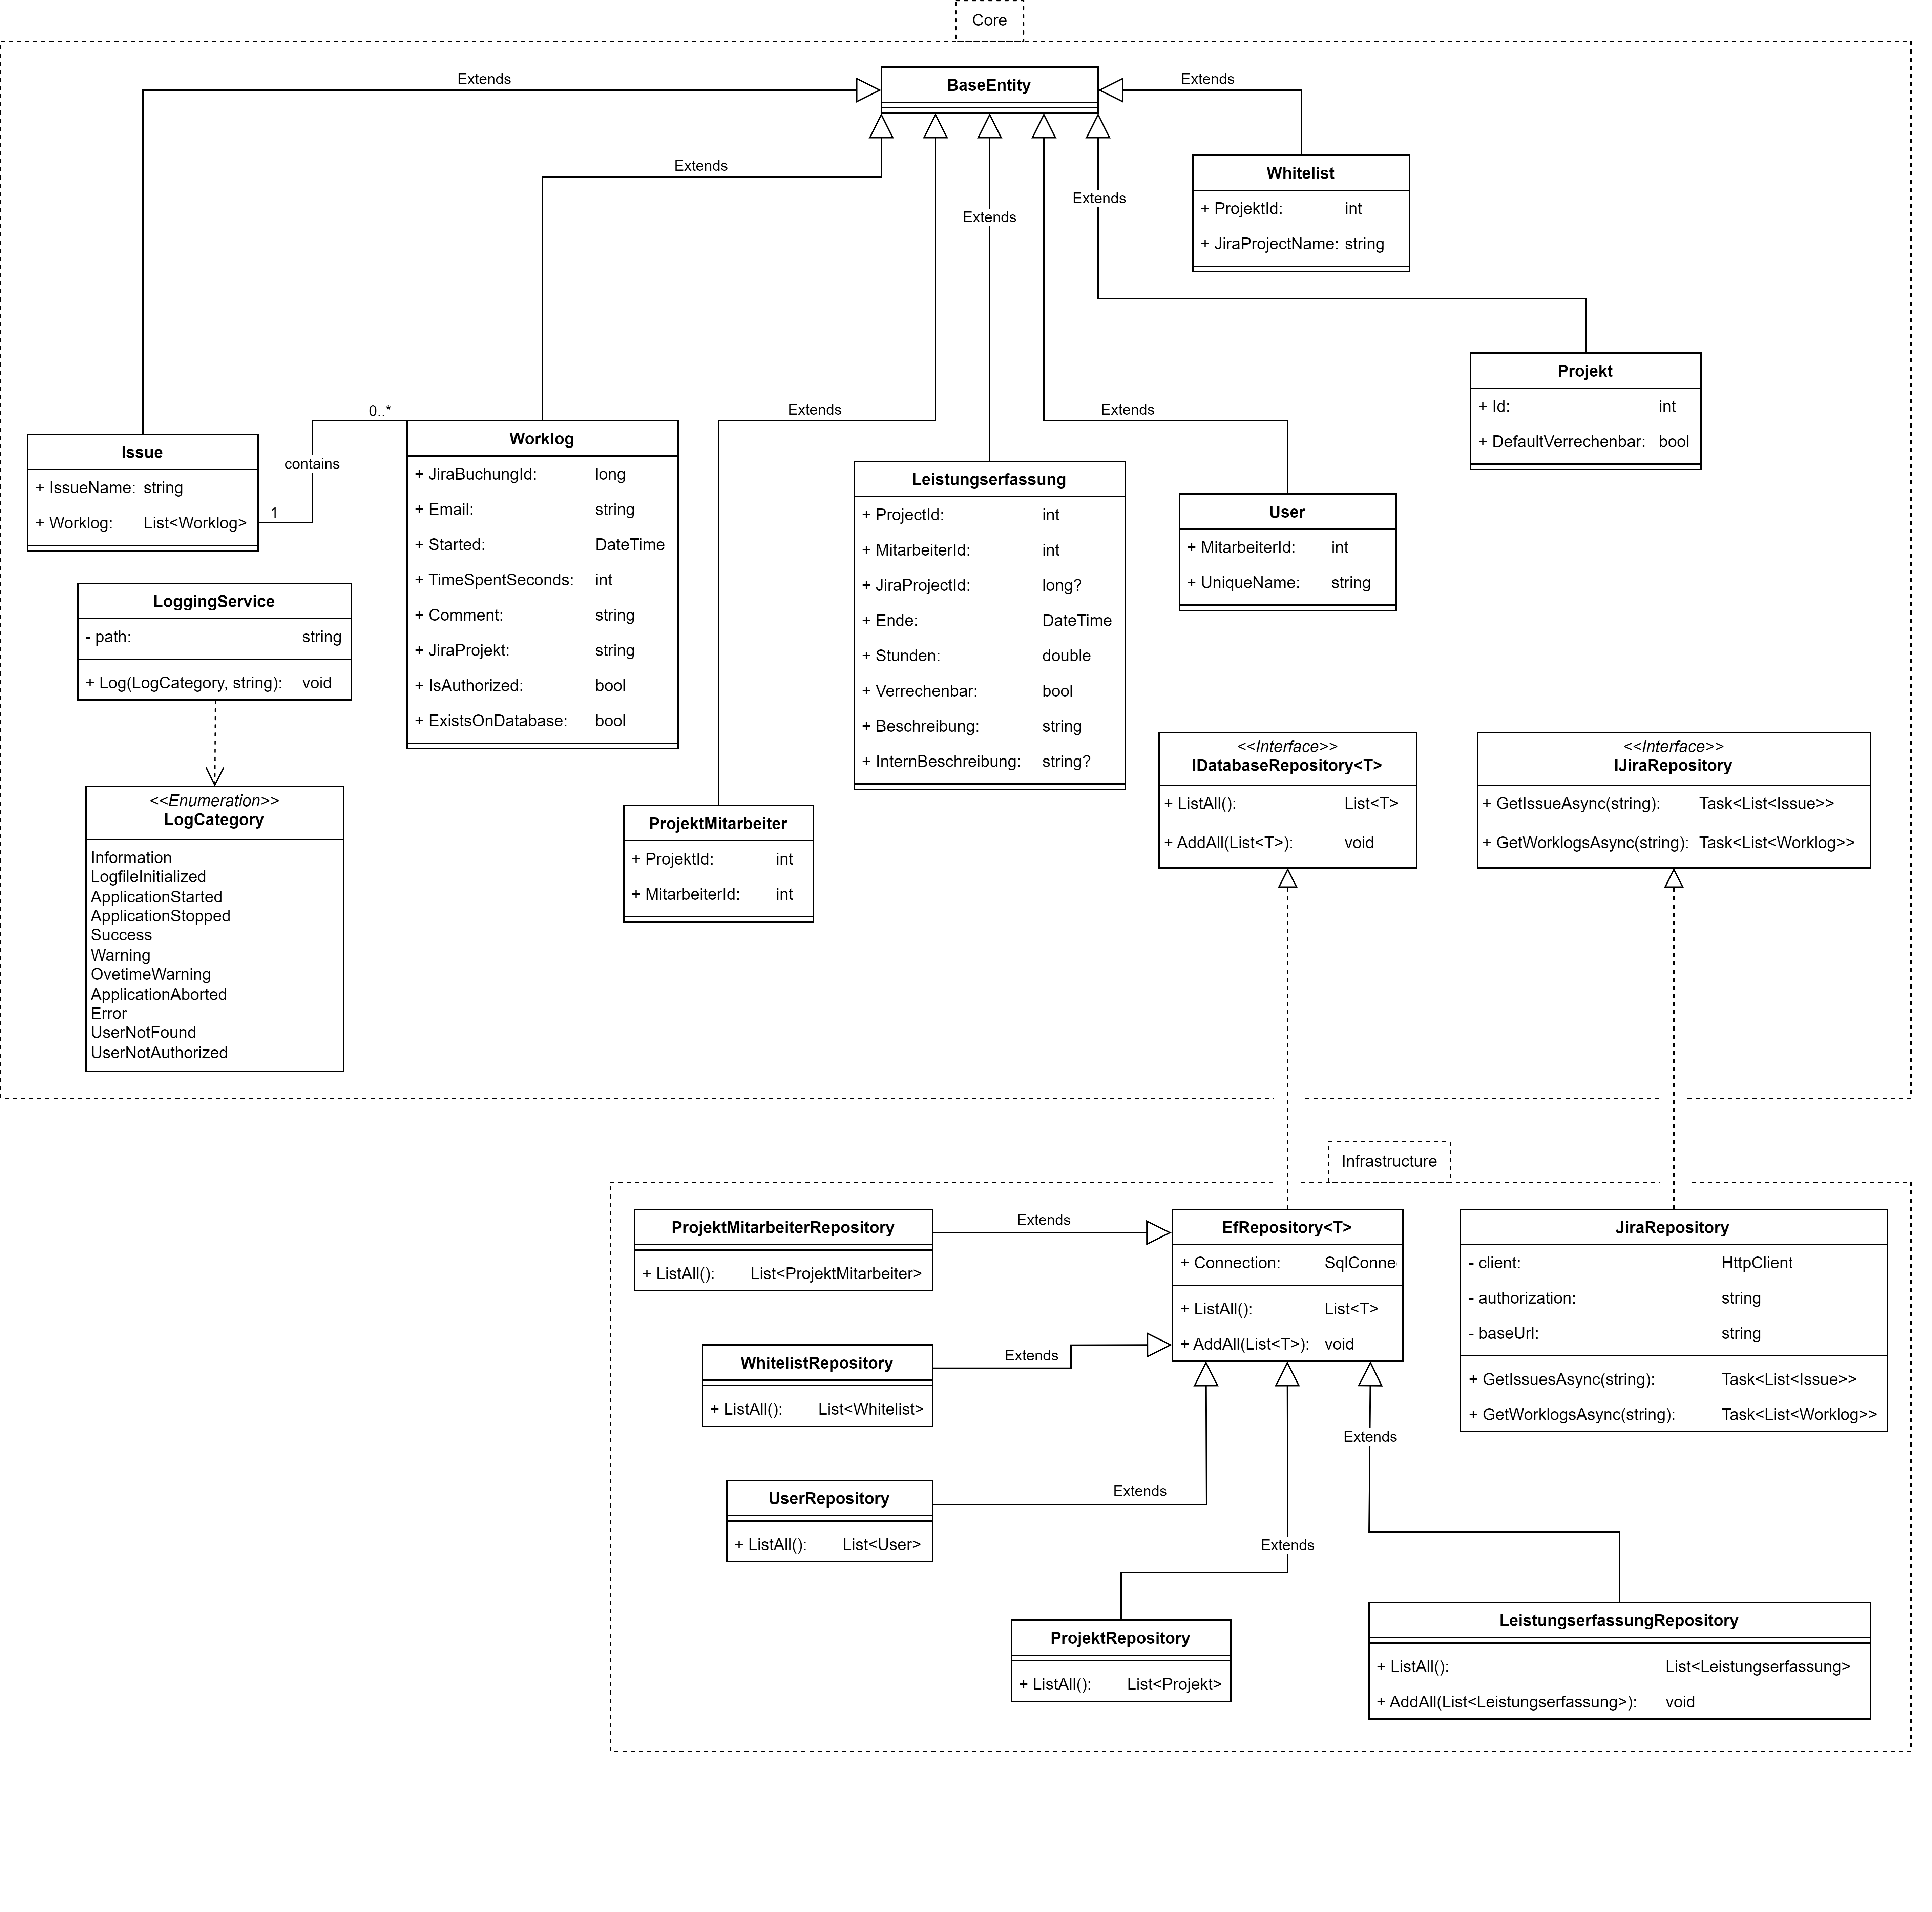 Core
BaseEntity
Extends
Extends
Extends
Extends
Extends
Extends
Extends
Whitelist
+ ProjektId: int
+ JiraProjectName: string
Projekt
+ Id: int
+ DefaultVerrechenbar: bool
Issue
+ IssueName: string
+ Worklog: List<Worklog>
1
contains
0..*
Worklog
+ JiraBuchungId: long
+ Email: string
+ Started: DateTime
+ TimeSpentSeconds: int
+ Comment: string
+ JiraProjekt: string
+ IsAuthorized: bool
+ ExistsOnDatabase: bool
Leistungserfassung
+ ProjectId: int
+ MitarbeiterId: int
+ JiraProjectId: long?
+ Ende: DateTime
+ Stunden: double
+ Verrechenbar: bool
+ Beschreibung: string
+ InternBeschreibung: string?
User
+ MitarbeiterId: int
+ UniqueName: string
LoggingService
- path: string
+ Log(LogCategory, string): void
<<Enumeration>>
LogCategory
Information
LogfileInitialized
ApplicationStarted
ApplicationStopped
Success
Warning
OvetimeWarning
ApplicationAborted
Error
UserNotFound
UserNotAuthorized
ProjektMitarbeiter
+ ProjektId: int
+ MitarbeiterId: int
<<Interface>>
IDatabaseRepository<T>
+ ListAll(): List<T>
+ AddAll(List<T>): void
<<Interface>>
IJiraRepository
+ GetIssueAsync(string): Task<List<Issue>>
+ GetWorklogsAsync(string): Task<List<Worklog>>
Infrastructure
ProjektMitarbeiterRepository
+ ListAll(): List<ProjektMitarbeiter>
Extends
EfRepository<T>
+ Connection: SqlConne
+ ListAll(): List<T>
+ AddAll(List<T>): void
JiraRepository
- client: HttpClient
- authorization: string
- baseUrl: string
+ GetIssuesAsync(string): Task<List<Issue>>
+ GetWorklogsAsync(string): Task<List<Worklog>>
WhitelistRepository
+ ListAll(): List<Whitelist>
Extends
UserRepository
+ ListAll(): List<User>
Extends
Extends
Extends
ProjektRepository
+ ListAll(): List<Projekt>
LeistungserfassungRepository
+ ListAll(): List<Leistungserfassung>
+ AddAll(List<Leistungserfassung>): void